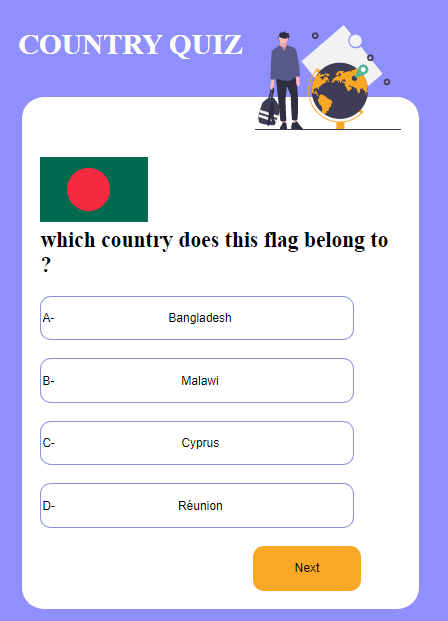 COUNTRY QUIZ
which country does this flag belong to
?
A- Bangladesh
B- Malawi
C- Cyprus
D- Réunion
Next